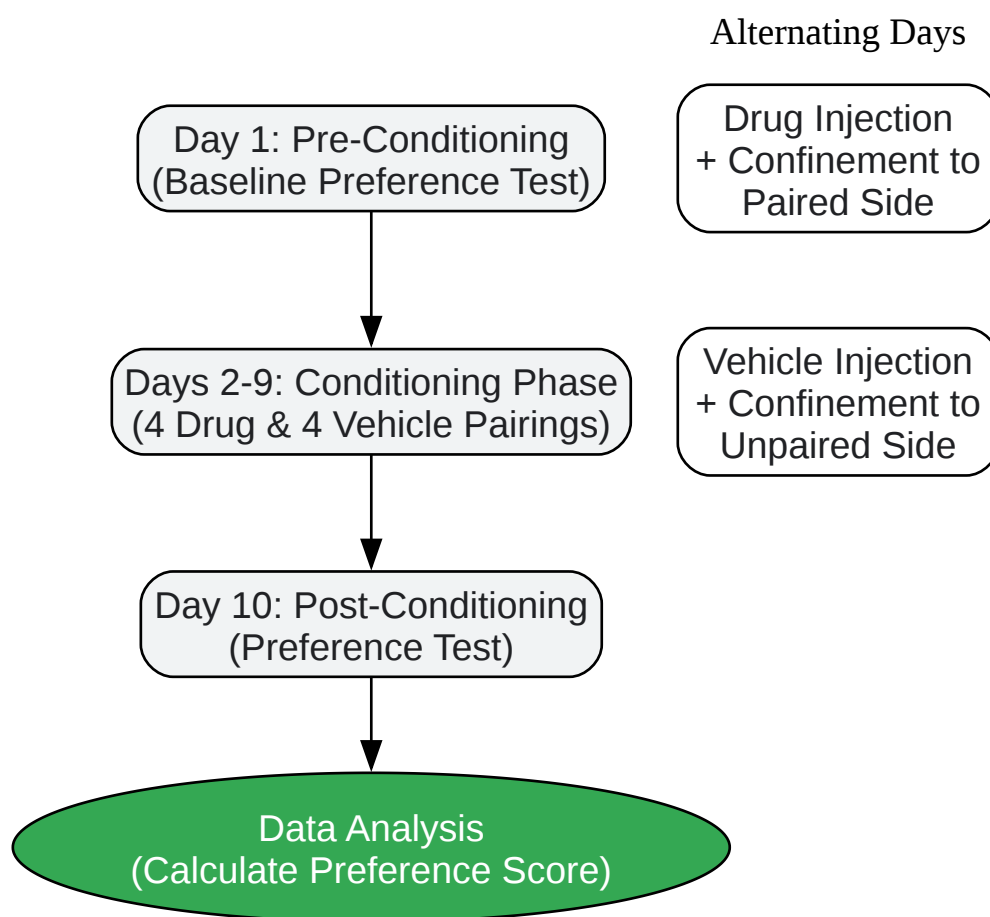 Alternating Days
Day 1: Pre-Conditioning
(Baseline Preference Test)
Drug Injection
+ Confinement to
Paired Side
Days 2-9: Conditioning Phase
(4 Drug & 4 Vehicle Pairings)
Vehicle Injection
+ Confinement to
Unpaired Side
Day 10: Post-Conditioning
(Preference Test)
Data Analysis
(Calculate Preference Score)